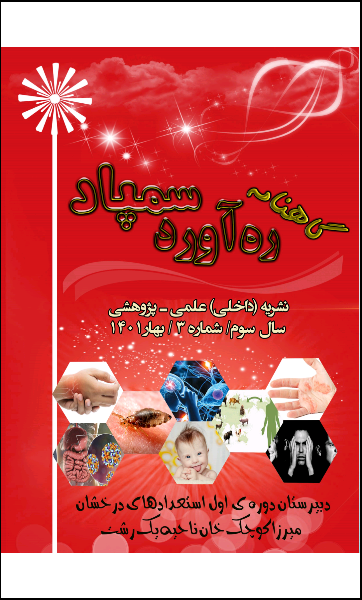 گاهنامه
ره‌آورد سمپاد
نشریه (داخلی) علمی - پژوهشی
سال سوم/ شماره ۳ / بهار ۱۴۰۱
دبیرستان دوره ی اول استعدادهای درخشان
میرزا کوچک خان ناحیه یک رشت